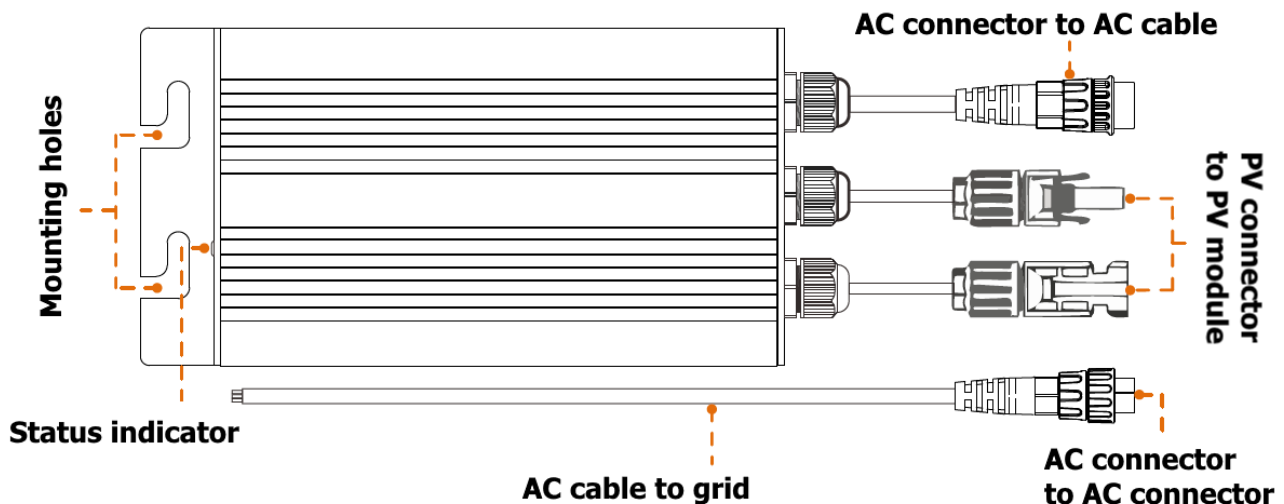 AC connector to AC cable
Mounting holes
PV connector
to PV module
Status indicator
AC cable to grid
AC connector
to AC connector